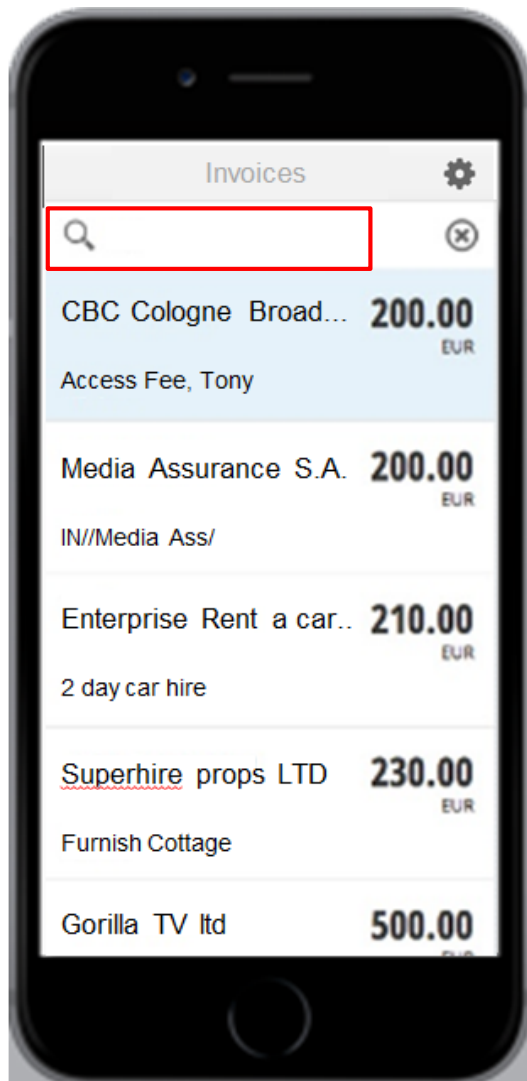 Invoices
CBC Cologne Broad... 200.00
EUR
Access Fee, Tony
Media Assurance S.A. 200.00
EUR
IN//Media Ass/
Enterprise Rent a car.. 210.00
EUR
2 day car hire
Superhire props LTD 230.00
EUR
Furnish Cottage
Gorilla TV ltd 500.00